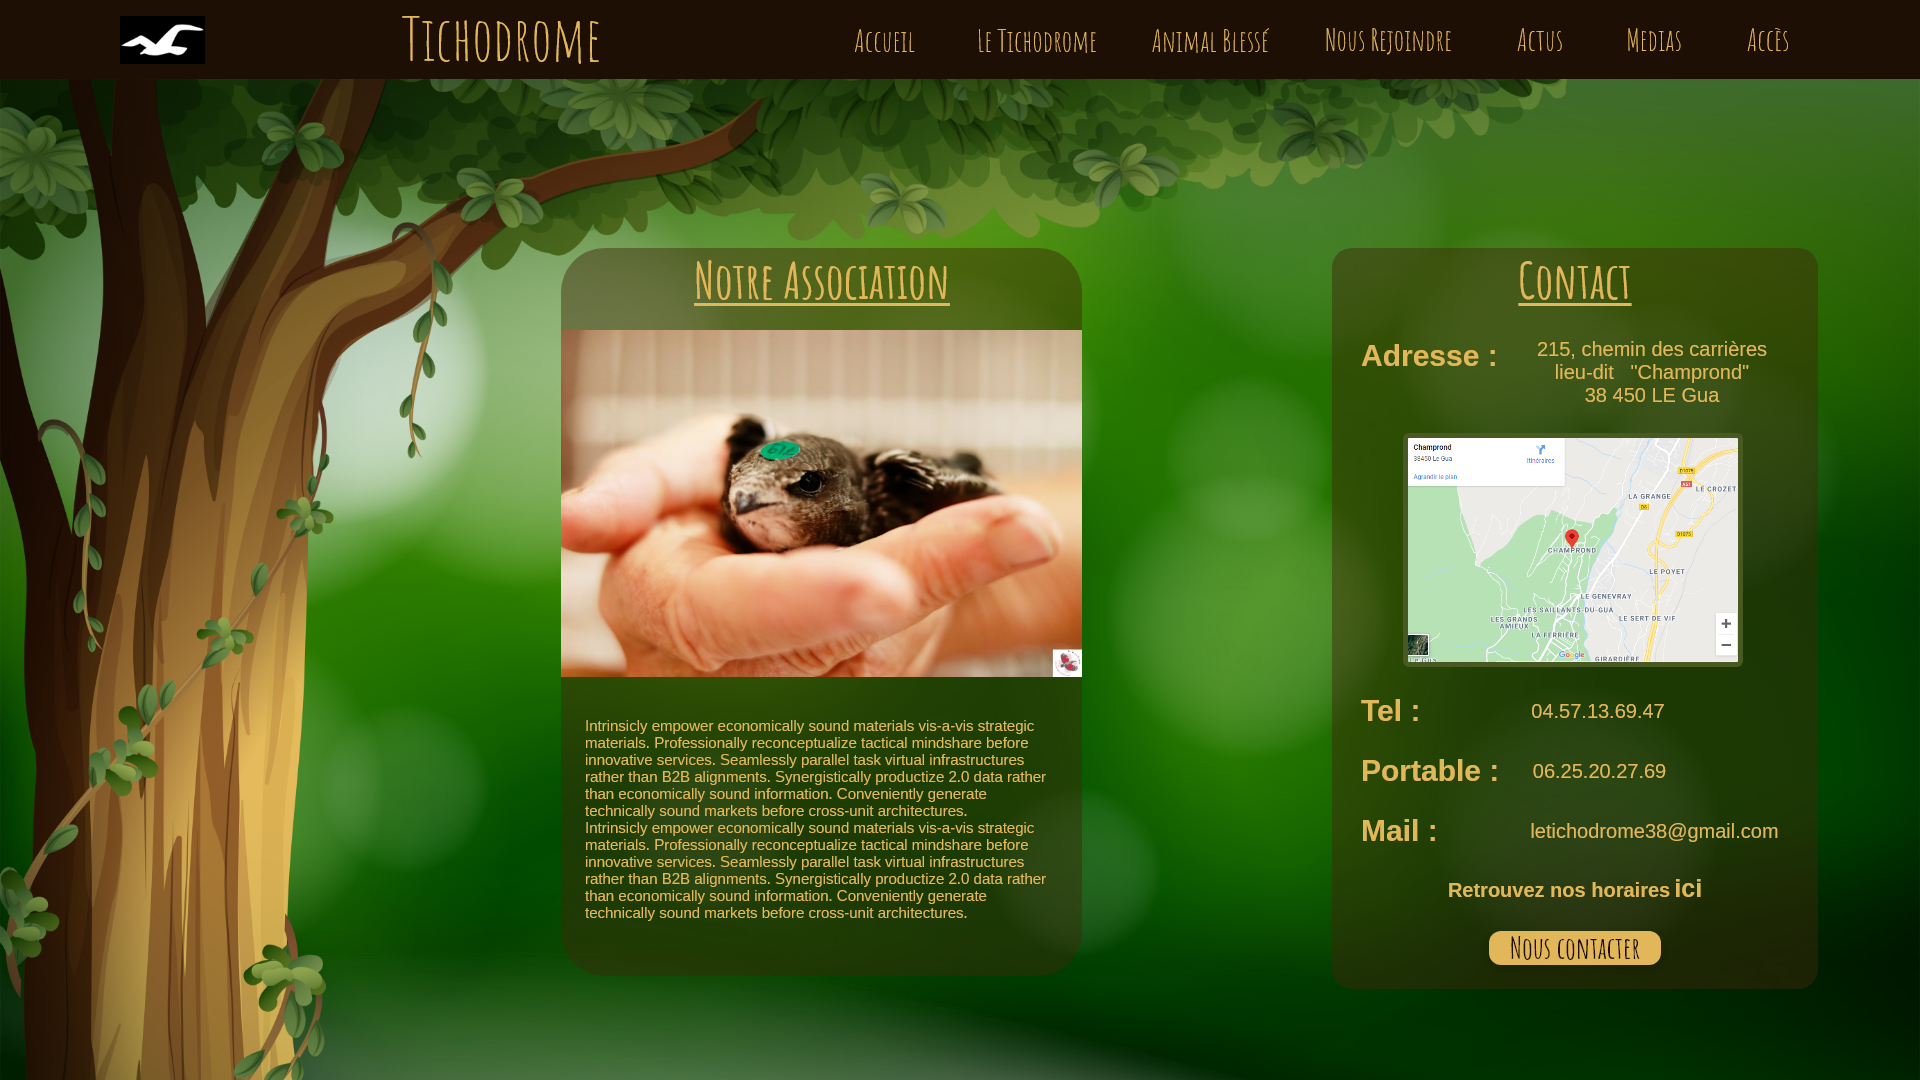 Tichodrome
Accueil
Le Tichodrome
Animal Blessé
Nous Rejoindre
Actus
Medias
Accès
Notre Association
Intrinsicly empower economically sound materials vis-a-vis strategic
materials. Professionally reconceptualize tactical mindshare before
innovative services. Seamlessly parallel task virtual infrastructures
rather than B2B alignments. Synergistically productize 2.0 data rather
than economically sound information. Conveniently generate
technically sound markets before cross-unit architectures.
Intrinsicly empower economically sound materials vis-a-vis strategic
materials. Professionally reconceptualize tactical mindshare before
innovative services. Seamlessly parallel task virtual infrastructures
rather than B2B alignments. Synergistically productize 2.0 data rather
than economically sound information. Conveniently generate
technically sound markets before cross-unit architectures.
Contact
Adresse :
215, chemin des carrières
lieu-dit "Champrond"
38 450 LE Gua
Champrond
38450 Le Gua
Itinéraires
Agrandir le plan
D1075
A51
LE CROZET
LA GRANGE
D8
D1075
CHAMPROND
LE POYET
LE GENEVRAY
LES SAILLANTS-DU-GUA
LES GRANDS
AMIEUX
LE SERT DE VIF
LA FERRIÈRE
Google
GIRARDIÈRE
Le Gua
Tel :
04.57.13.69.47
Portable :
06.25.20.27.69
Mail :
letichodrome38@gmail.com
Retrouvez nos horaires ici
Nous contacter